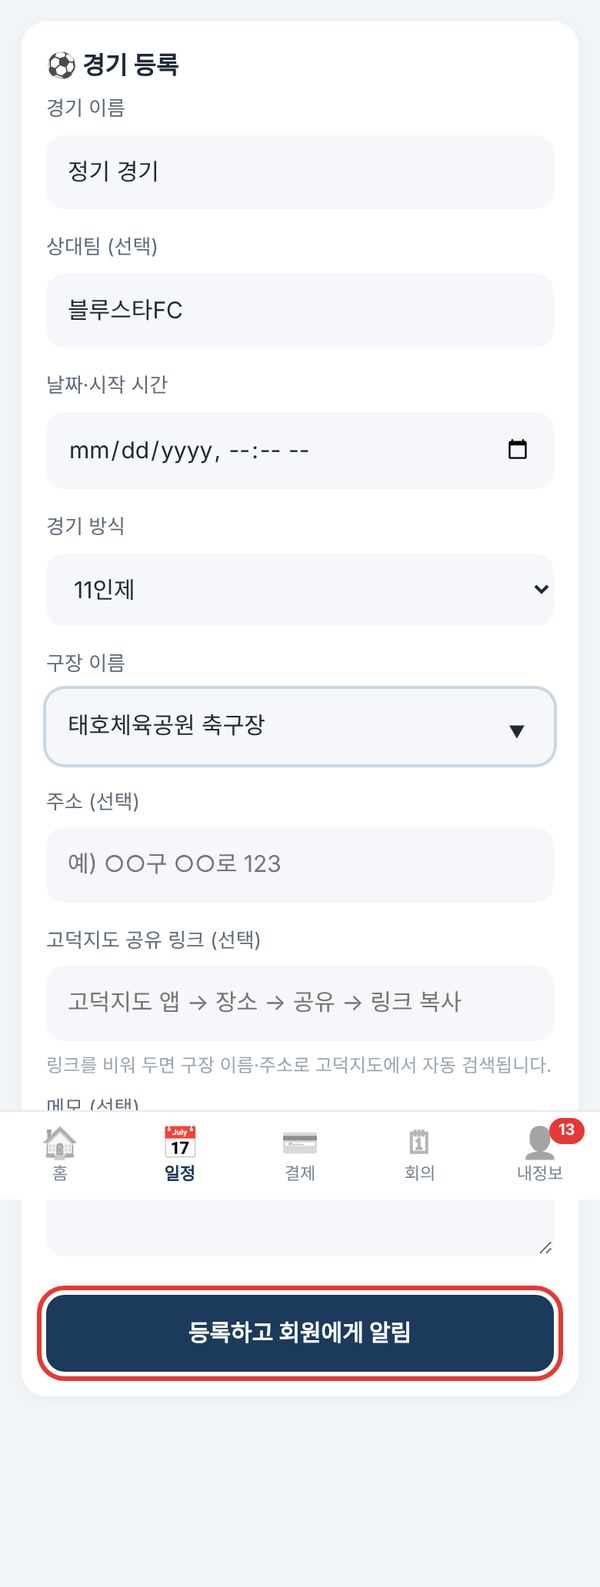 경기 등록
경기 이름
정기 경기
상대팀 (선택)
블루스타FC
날짜·시작 시간
mm/dd/yyyy, --:-- --
경기 방식
11인제
구장 이름
태호체육공원 축구장
주소 (선택)
예) ○○구 ○○로 123
고덕지도 공유 링크 (선택)
고덕지도 앱 → 장소 → 공유 → 링크 복사
링크를 비워 두면 구장 이름·주소로 고덕지도에서 자동 검색됩니다.
메모 (선택)
July
17
13
홈
일정
결제
회의
내정보
등록하고 회원에게 알림